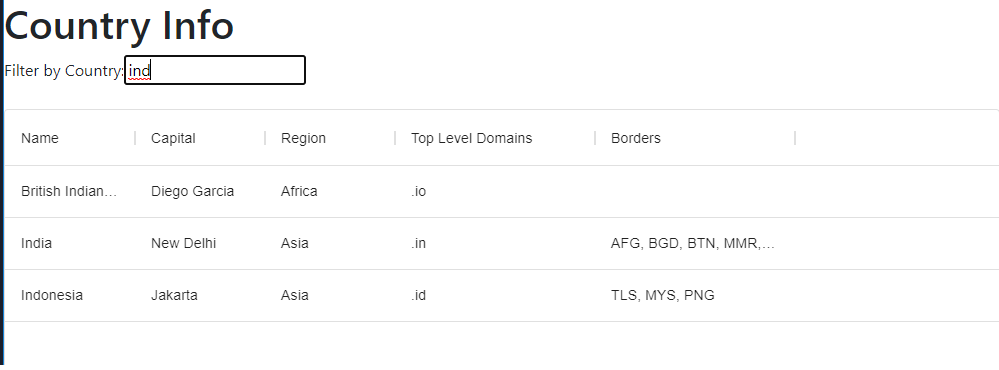 Country Info
Filter by Country: ind
Name Capital Region Top Level Domains Borders
British Indian... Diego Garcia Africa .io
India New Delhi Asia .in AFG, BGD, BTN, MMR,...
Indonesia Jakarta Asia .id TLS, MYS, PNG